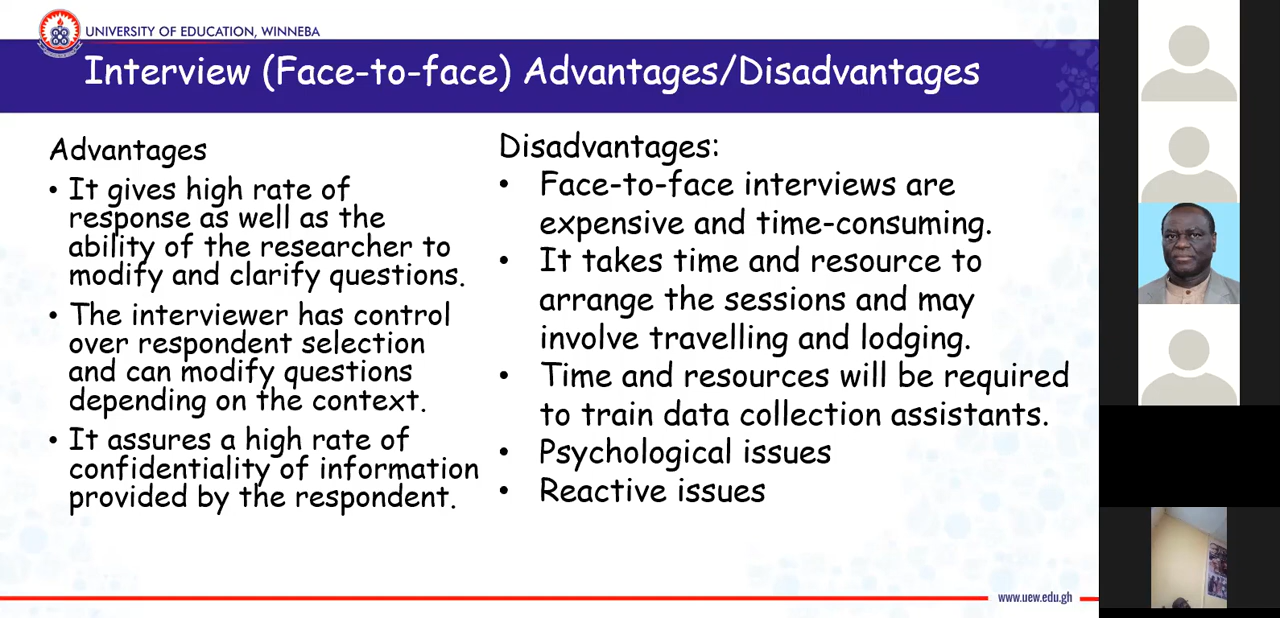 UNIVERSITY OF EDUCATION, WINNEBA
Interview (Face-to-face) Advantages/Disadvantages
Advantages
• It gives high rate of
response as well as the
ability of the researcher to
modify and clarify questions.
• The interviewer has control
over respondent selection
and can modify questions
depending on the context.
• It assures a high rate of
confidentiality of information
provided by the respondent.
Disadvantages:
• Face-to-face interviews are
expensive and time-consuming.
• It takes time and resource to
arrange the sessions and may
involve travelling and lodging.
• Time and resources will be required
to train data collection assistants.
• Psychological issues
• Reactive issues
www.uew.edu.gh